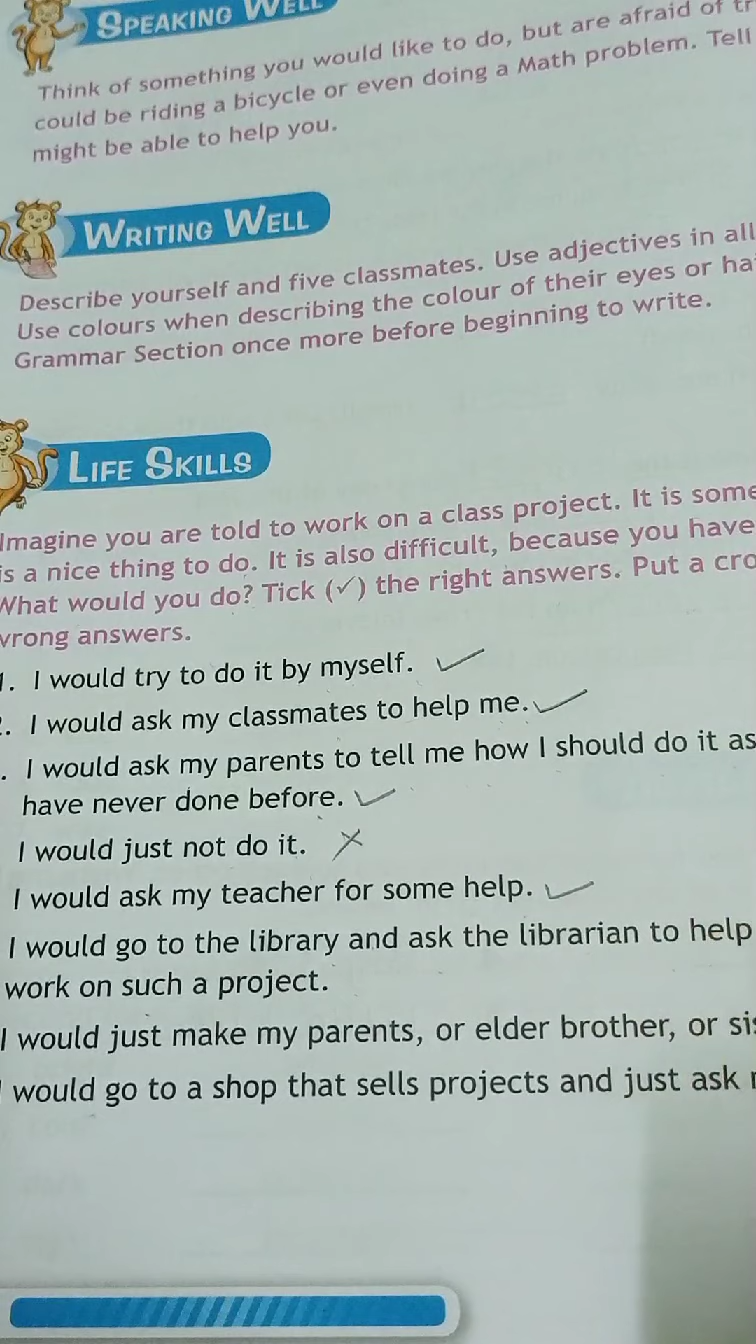 SPEAKING WELL
Think of something you would like to do, but are afraid of
could be riding a bicycle or even doing a Math problem. Tell
might be able to help you.
WRITING WELL
Describe yourself and five classmates. Use adjectives in all
Use colours when describing the colour of their eyes or
Grammar Section once more before beginning to write.
LIFE SKILLS
Imagine you are told to work on a class project. It is
is a nice thing to do. It is also difficult, because you have
What would you do? Tick (✓) the right answers. Put a
wrong answers.
1. I would try to do it by myself. ✓
. I would ask my classmates to help me. ✓
. I would ask my parents to tell me how I should do it as
have never done before. ✓
I would just not do it. ✗
I would ask my teacher for some help. ✓
I would go to the library and ask the librarian to help
work on such a project.
I would just make my parents, or elder brother, or
would go to a shop that sells projects and just ask